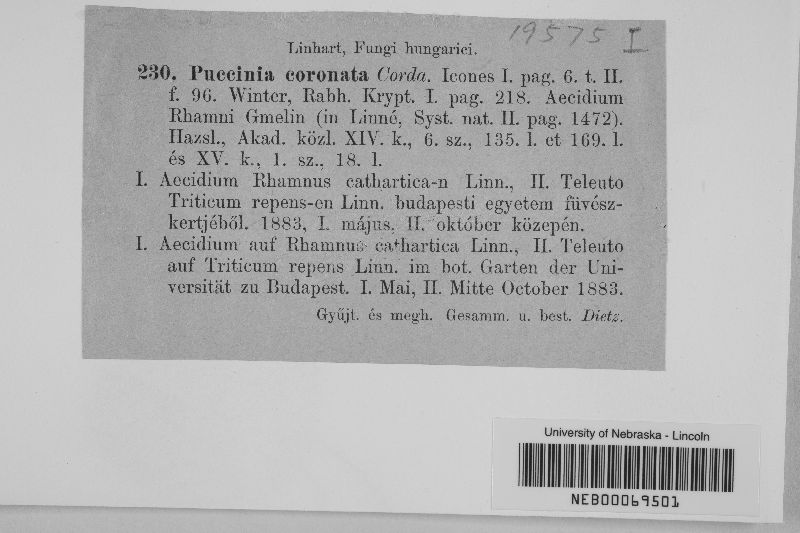 19575 I
Linhart, Fungi hungarici.
230. Puccinia coronata Corda. Icones I. pag. 6. t. II.
f. 96. Winter, Rabh. Krypt. I. pag. 218. Aecidium
Rhamni Gmelin (in Linné, Syst. nat. II. pag. 1472).
Hazsl., Akad. közl. XIV. k., 6. sz., 135. l. et 169. l.
és XV. k., 1. sz., 18. l.
I. Aecidium Rhamnus cathartica-n Linn., II. Teleuto
Triticum repens-en Linn. budapesti egyetem füvész-
kertjéből. 1883, I. május, II. október közepén.
I. Aecidium auf Rhamnus cathartica Linn., II. Teleuto
auf Triticum repens Linn. im bot. Garten der Uni-
versität zu Budapest. I. Mai, II. Mitte October 1883.
Gyűjt. és megh. Gesamm. u. best. Dietz.
University of Nebraska - Lincoln
NEB00069501